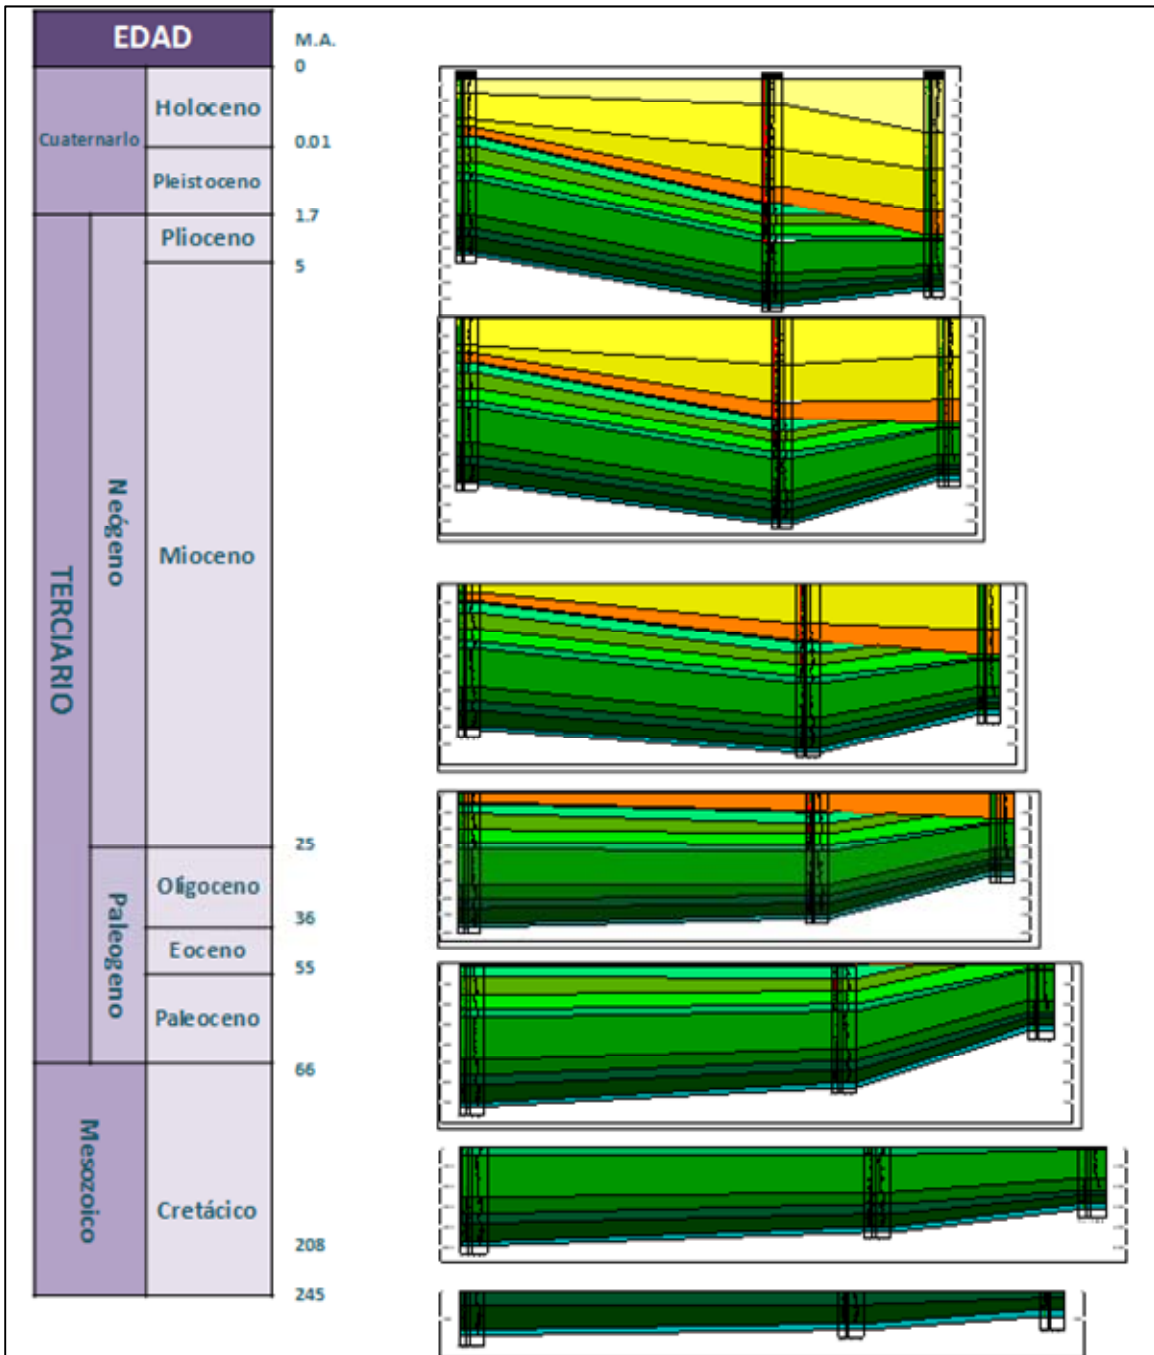 EDAD
M.A.
0
Holoceno
Cuaternarlo
0.01
Pleistoceno
1.7
Plioceno
5
Neógeno
Mioceno
TERCIARIO
25
Oligoceno
36
Paleogeno
Eoceno
55
Paleoceno
66
Mesozoico
Cretácico
208
245